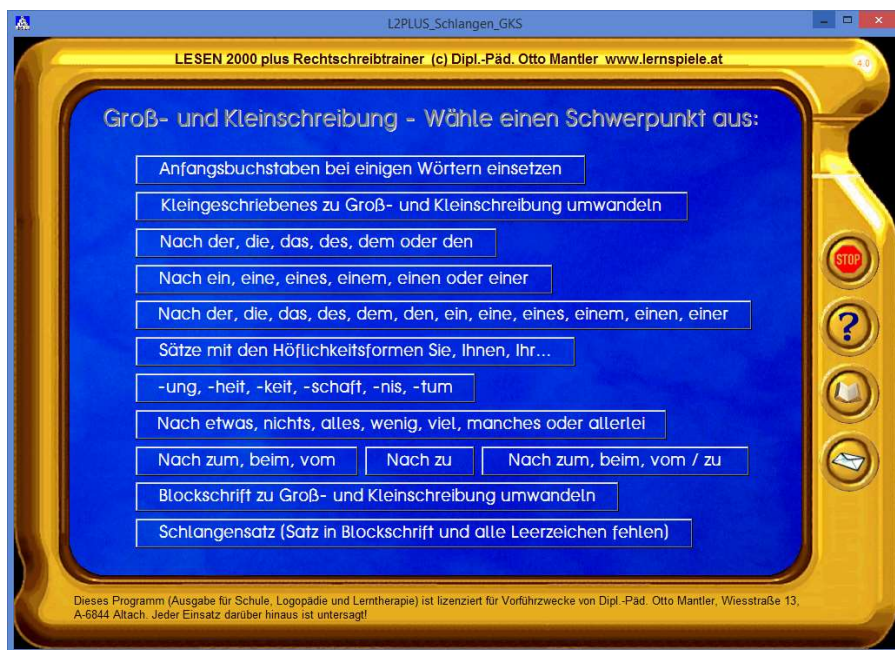 L2PLUS_Schlangen_GKS
LESEN 2000 plus Rechtschreibtrainer (c) Dipl.-Päd. Otto Mantler www.lernspiele.at
4.0
Groß- und Kleinschreibung - Wähle einen Schwerpunkt aus:
Anfangsbuchstaben bei einigen Wörtern einsetzen
Kleingeschriebenes zu Groß- und Kleinschreibung umwandeln
Nach der, die, das, des, dem oder den
Nach ein, eine, eines, einem, einen oder einer
Nach der, die, das, des, dem, den, ein, eine, eines, einem, einen, einer
Sätze mit den Höflichkeitsformen Sie, Ihnen, Ihr...
STOP
?
-ung, -heit, -keit, -schaft, -nis, -tum
Nach etwas, nichts, alles, wenig, viel, manches oder allerlei
Nach zum, beim, vom Nach zu Nach zum, beim, vom / zu
Blockschrift zu Groß- und Kleinschreibung umwandeln
Schlangensatz (Satz in Blockschrift und alle Leerzeichen fehlen)
Dieses Programm (Ausgabe für Schule, Logopädie und Lerntherapie) ist lizenziert für Vorführzwecke von Dipl.-Päd. Otto Mantler, Wiesstraße 13,
A-6844 Altach. Jeder Einsatz darüber hinaus ist untersagt!